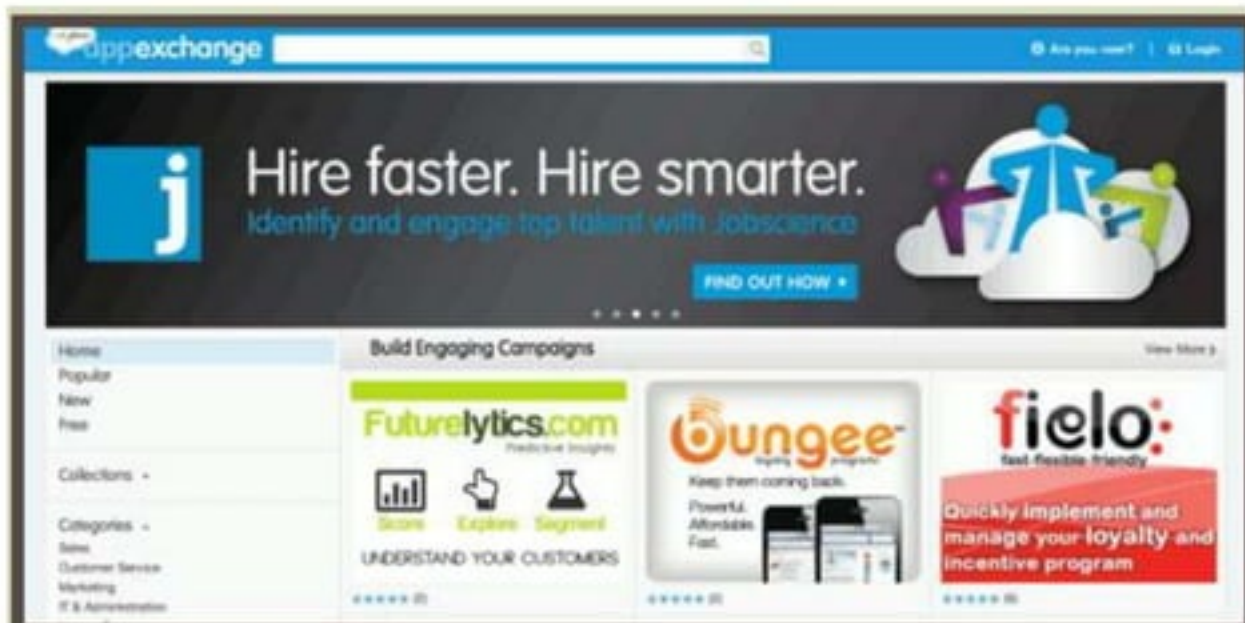 appexchange
Are you new? | Login
j
Hire faster. Hire smarter.
Identify and engage top talent with Jobscience
FIND OUT HOW
Home
Popular
New
Free
Collections
Categories
Sales
Customer Service
Marketing
IT & Administration
Build Engaging Campaigns
View More
Futurelytics.com
Predictive Insights
Score Explore Segment
UNDERSTAND YOUR CUSTOMERS
bungee
loyalty programs
Keep them coming back.
Powerful.
Affordable.
Fast.
fielo
fast·flexible·friendly
Quickly implement and
manage your loyalty and
incentive program